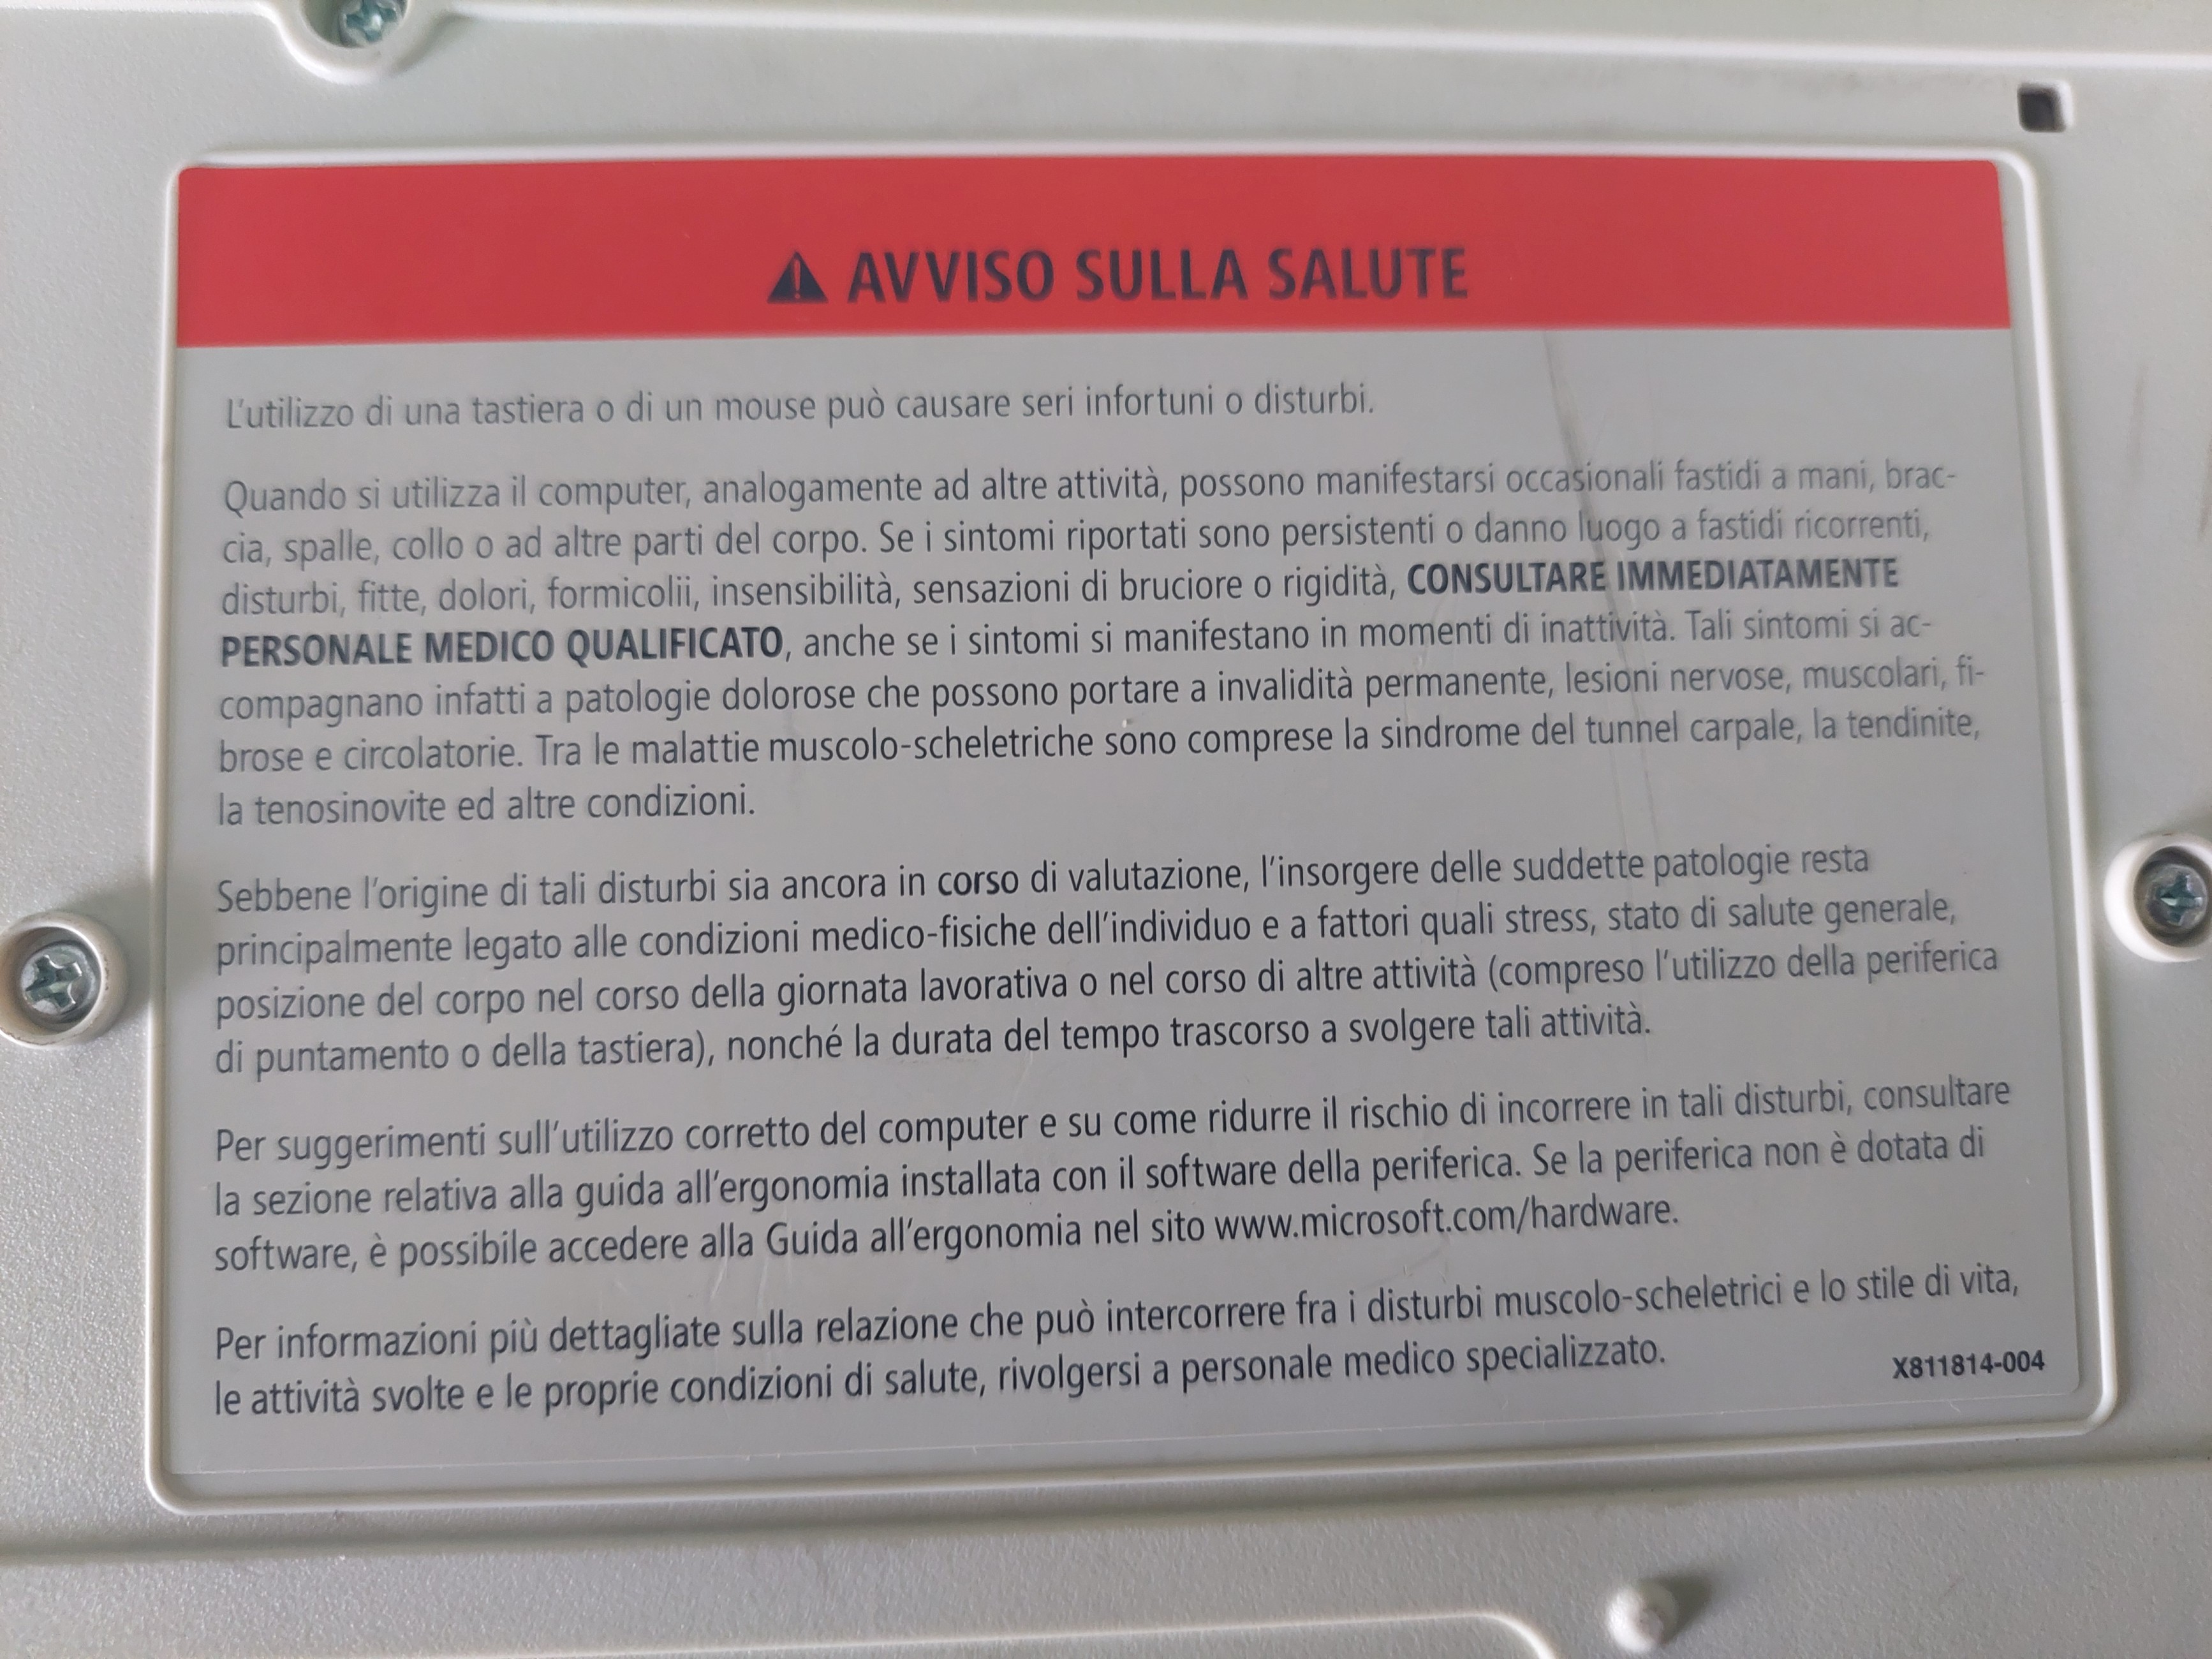 AVVISO SULLA SALUTE
L'utilizzo di una tastiera o di un mouse può causare seri infortuni o disturbi.
Quando si utilizza il computer, analogamente ad altre attività, possono manifestarsi occasionali fastidi a mani, brac-
cia, spalle, collo o ad altre parti del corpo. Se i sintomi riportati sono persistenti o danno luogo a fastidi ricorrenti,
disturbi, fitte, dolori, formicolii, insensibilità, sensazioni di bruciore o rigidità, CONSULTARE IMMEDIATAMENTE
PERSONALE MEDICO QUALIFICATO, anche se i sintomi si manifestano in momenti di inattività. Tali sintomi si ac-
compagnano infatti a patologie dolorose che possono portare a invalidità permanente, lesioni nervose, muscolari, fi-
brose e circolatorie. Tra le malattie muscolo-scheletriche sono comprese la sindrome del tunnel carpale, la tendinite,
la tenosinovite ed altre condizioni.
Sebbene l'origine di tali disturbi sia ancora in corso di valutazione, l'insorgere delle suddette patologie resta
principalmente legato alle condizioni medico-fisiche dell'individuo e a fattori quali stress, stato di salute generale,
posizione del corpo nel corso della giornata lavorativa o nel corso di altre attività (compreso l'utilizzo della periferica
di puntamento o della tastiera), nonché la durata del tempo trascorso a svolgere tali attività.
Per suggerimenti sull'utilizzo corretto del computer e su come ridurre il rischio di incorrere in tali disturbi, consultare
la sezione relativa alla guida all'ergonomia installata con il software della periferica. Se la periferica non è dotata di
software, è possibile accedere alla Guida all'ergonomia nel sito www.microsoft.com/hardware.
Per informazioni più dettagliate sulla relazione che può intercorrere fra i disturbi muscolo-scheletrici e lo stile di vita,
le attività svolte e le proprie condizioni di salute, rivolgersi a personale medico specializzato.
X811814-004